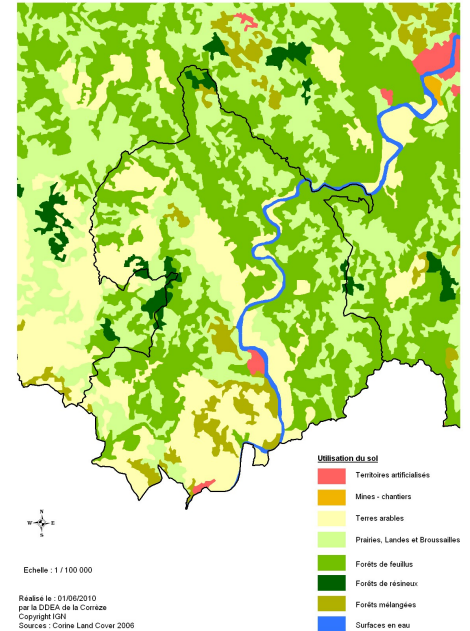 Utilisation du sol
Territoires artificialisés
Mines - chantiers
Terres arables
Prairies, Landes et Broussailles
Forêts de feuillus
Forêts de résineux
Forêts mélangées
Surfaces en eau
N
W E
S
Echelle : 1 / 100 000
Réalisé le : 01/06/2010
par la DDEA de la Corrèze
Copyright IGN
Sources : Corine Land Cover 2006